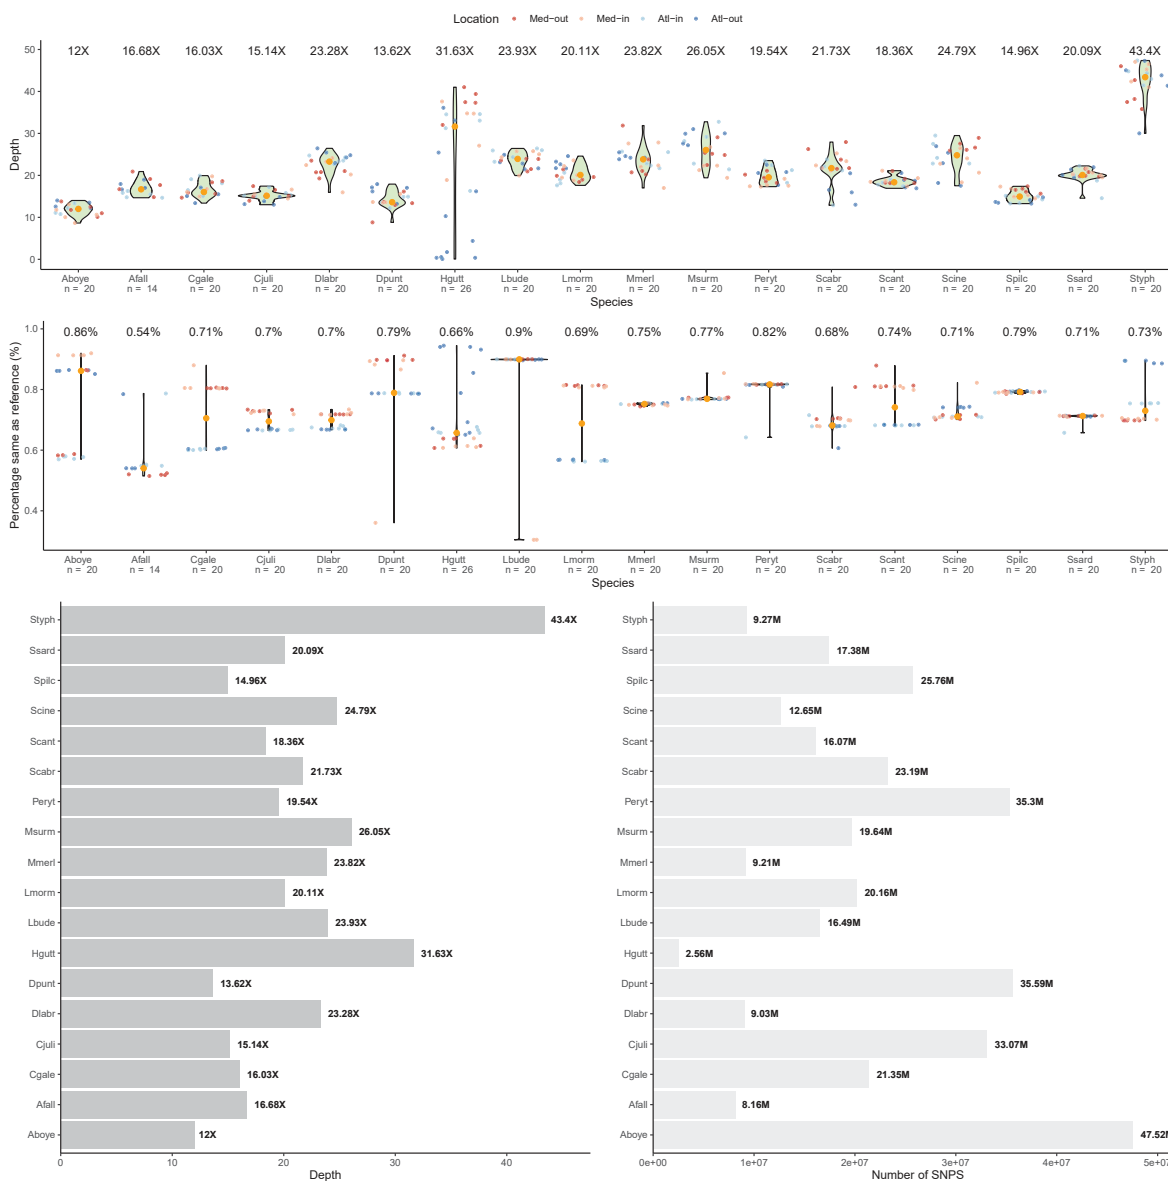 Location Med-out Med-in Atl-in Atl-out
12X 16.68X 16.03X 15.14X 23.28X 13.62X 31.63X 23.93X 20.11X 23.82X 26.05X 19.54X 21.73X 18.36X 24.79X 14.96X 20.09X 43.4X
50
40
30
20
10
0
Depth
Aboye Afall Cgale Cjuli Dlabr Dpunt Hgutt Lbude Lmorm Mmerl Msurm Peryt Scabr Scant Scine Spilc Ssard Styph
n = 20 n = 14 n = 20 n = 20 n = 20 n = 20 n = 26 n = 20 n = 20 n = 20 n = 20 n = 20 n = 20 n = 20 n = 20 n = 20 n = 20 n = 20
Species
0.86% 0.54% 0.71% 0.7% 0.7% 0.79% 0.66% 0.9% 0.69% 0.75% 0.77% 0.82% 0.68% 0.74% 0.71% 0.79% 0.71% 0.73%
1.0
0.8
0.6
0.4
Percentage same as reference (%)
Aboye Afall Cgale Cjuli Dlabr Dpunt Hgutt Lbude Lmorm Mmerl Msurm Peryt Scabr Scant Scine Spilc Ssard Styph
n = 20 n = 14 n = 20 n = 20 n = 20 n = 20 n = 26 n = 20 n = 20 n = 20 n = 20 n = 20 n = 20 n = 20 n = 20 n = 20 n = 20 n = 20
Species
Styph 43.4X
Ssard 20.09X
Spilc 14.96X
Scine 24.79X
Scant 18.36X
Scabr 21.73X
Peryt 19.54X
Msurm 26.05X
Mmerl 23.82X
Lmorm 20.11X
Lbude 23.93X
Hgutt 31.63X
Dpunt 13.62X
Dlabr 23.28X
Cjuli 15.14X
Cgale 16.03X
Afall 16.68X
Aboye 12X
0 10 20 30 40
Depth
Styph 9.27M
Ssard 17.38M
Spilc 25.76M
Scine 12.65M
Scant 16.07M
Scabr 23.19M
Peryt 35.3M
Msurm 19.64M
Mmerl 9.21M
Lmorm 20.16M
Lbude 16.49M
Hgutt 2.56M
Dpunt 35.59M
Dlabr 9.03M
Cjuli 33.07M
Cgale 21.35M
Afall 8.16M
Aboye 47.52M
0e+00 1e+07 2e+07 3e+07 4e+07 5e+0
Number of SNPS